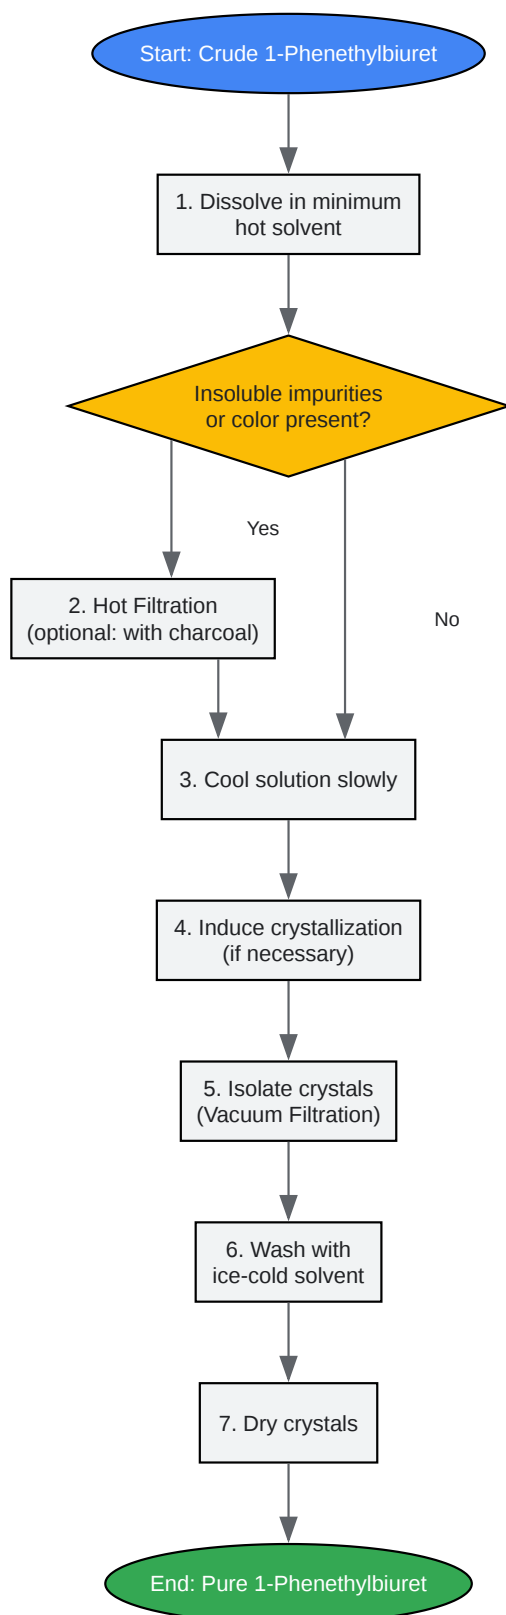 Start: Crude 1-Phenethylbiuret
1. Dissolve in minimum
hot solvent
Insoluble impurities
or color present?
Yes
2. Hot Filtration
(optional: with charcoal)
No
3. Cool solution slowly
4. Induce crystallization
(if necessary)
5. Isolate crystals
(Vacuum Filtration)
6. Wash with
ice-cold solvent
7. Dry crystals
End: Pure 1-Phenethylbiuret